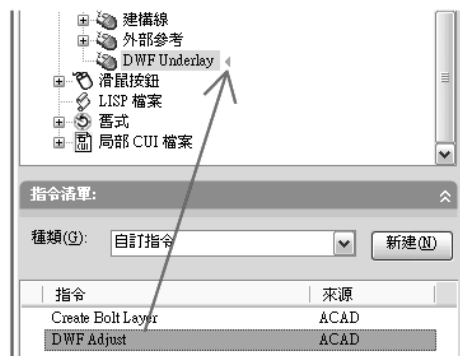 建構線
外部參考
DWF Underlay
滑鼠按鈕
LISP 檔案
舊式
局部 CUI 檔案
指令清單:
種類(G): 自訂指令 新建(N)
指令 來源
Create Bolt Layer ACAD
DWF Adjust ACAD